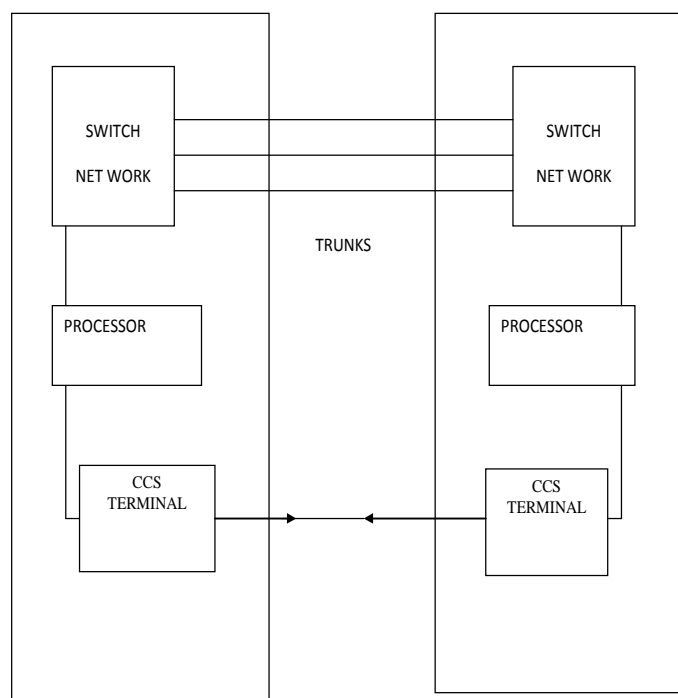 SWITCH
NET WORK
SWITCH
NET WORK
TRUNKS
PROCESSOR
PROCESSOR
CCS
TERMINAL
CCS
TERMINAL